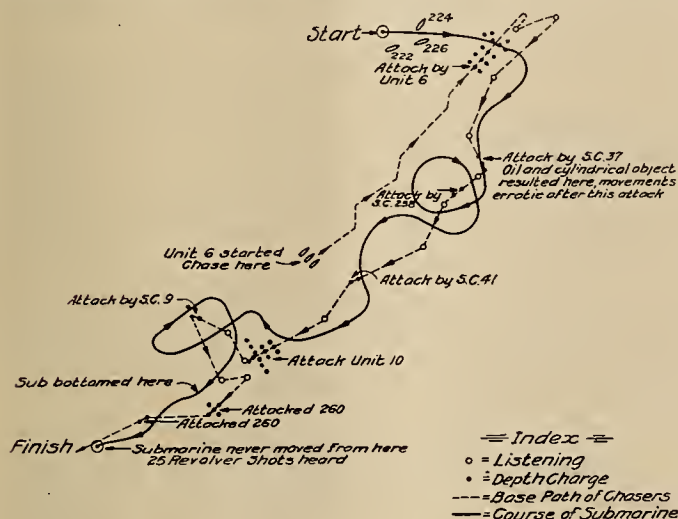 224
Start
222
226
Attack by
Unit 6
Attack by S.C.37
Oil and cylindrical object
resulted here, movements
erratic after this attack
Attack by
S.C.258
Unit 6 started
Chase here
Attack by S.C.41
Attack by S.C.9
Attack Unit 10
Sub bottomed here
Attacked 260
Attacked 260
Finish
Submarine never moved from here
25 Revolver Shots heard
Index
= Listening
= Depth Charge
= Base Path of Chasers
= Course of Submarine